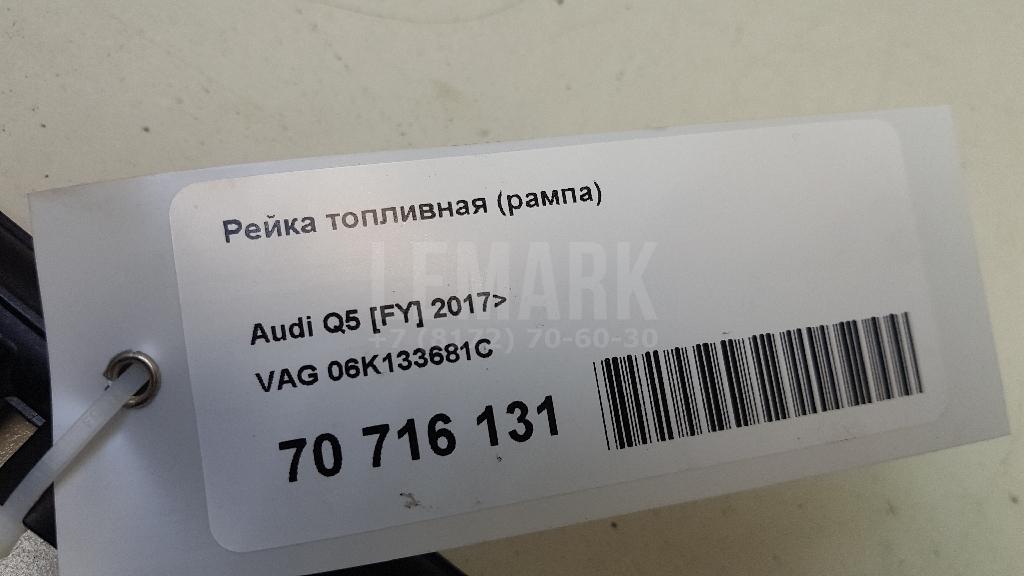 Рейка топливная (рампа)
LEMARK
Audi Q5 [FY] 2017>
+7 (8172) 70-60-30
VAG 06K133681C
70 716 131